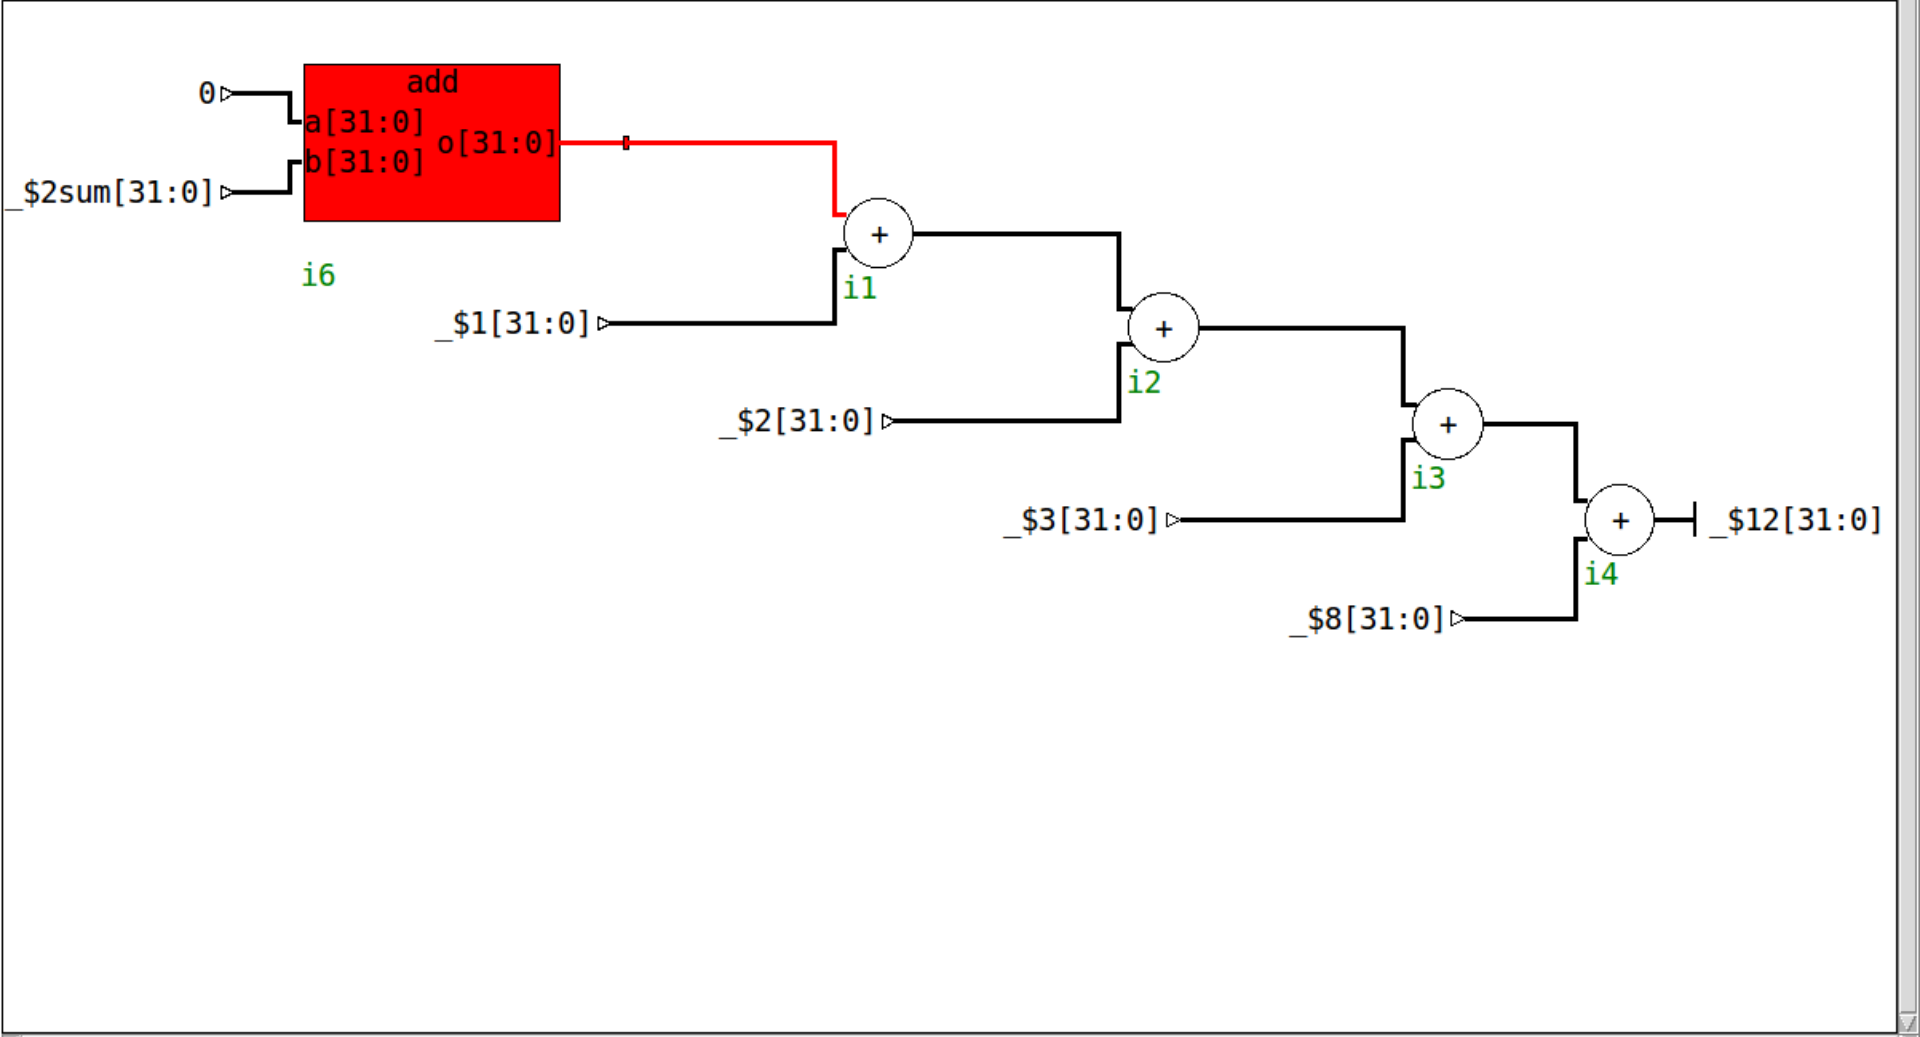 add
0
a[31:0]
o[31:0]
b[31:0]
_$2sum[31:0]
+
i6
i1
_$1[31:0]
+
i2
_$2[31:0]
+
i3
_$3[31:0]
+
_$12[31:0]
i4
_$8[31:0]